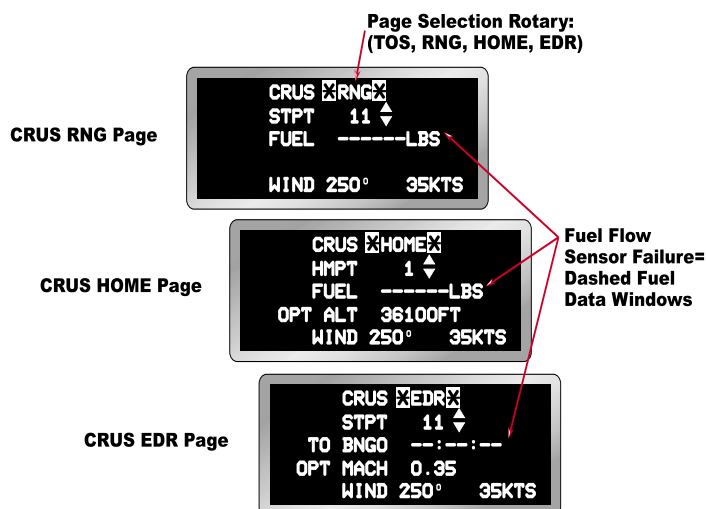 Page Selection Rotary:
(TOS, RNG, HOME, EDR)
CRUS RNG Page
CRUS *RNG*
STPT 11
FUEL ------LBS
WIND 250° 35KTS
CRUS HOME Page
CRUS *HOME*
HMPT 1
FUEL ------LBS
OPT ALT 36100FT
WIND 250° 35KTS
Fuel Flow
Sensor Failure=
Dashed Fuel
Data Windows
CRUS EDR Page
CRUS *EDR*
STPT 11
TO BNGO --:--:--
OPT MACH 0.35
WIND 250° 35KTS